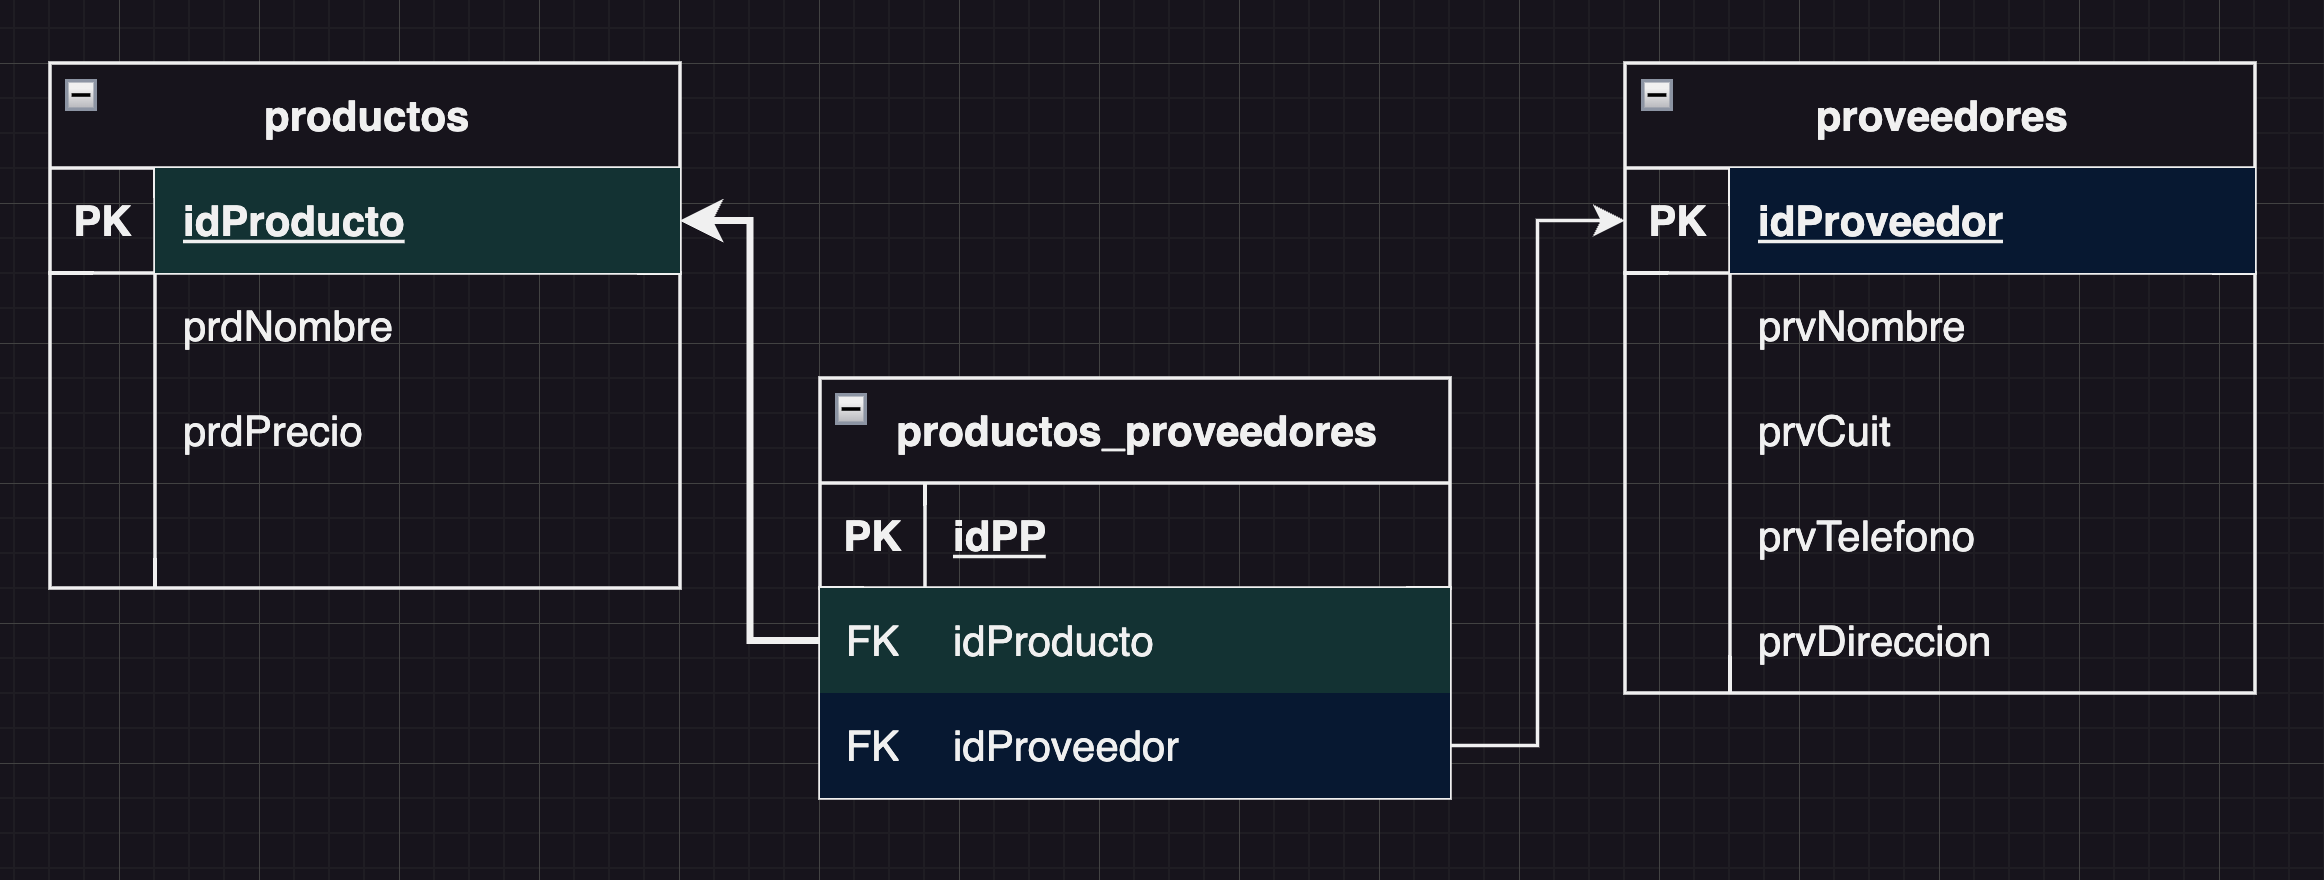 productos
PK idProducto
prdNombre
prdPrecio
productos_proveedores
PK idPP
FK idProducto
FK idProveedor
proveedores
PK idProveedor
prvNombre
prvCuit
prvTelefono
prvDireccion